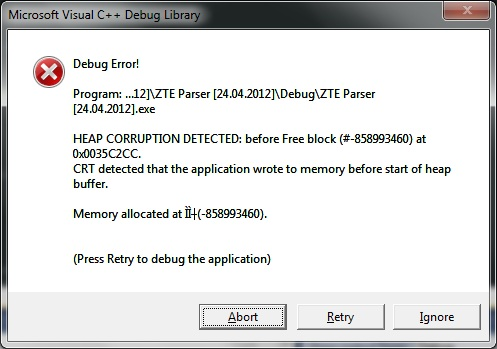 Microsoft Visual C++ Debug Library
Debug Error!
Program: ...12]\ZTE Parser [24.04.2012]\Debug\ZTE Parser
[24.04.2012].exe
HEAP CORRUPTION DETECTED: before Free block (#-858993460) at
0x0035C2CC.
CRT detected that the application wrote to memory before start of heap
buffer.
Memory allocated at (-858993460).
(Press Retry to debug the application)
Abort
Retry
Ignore